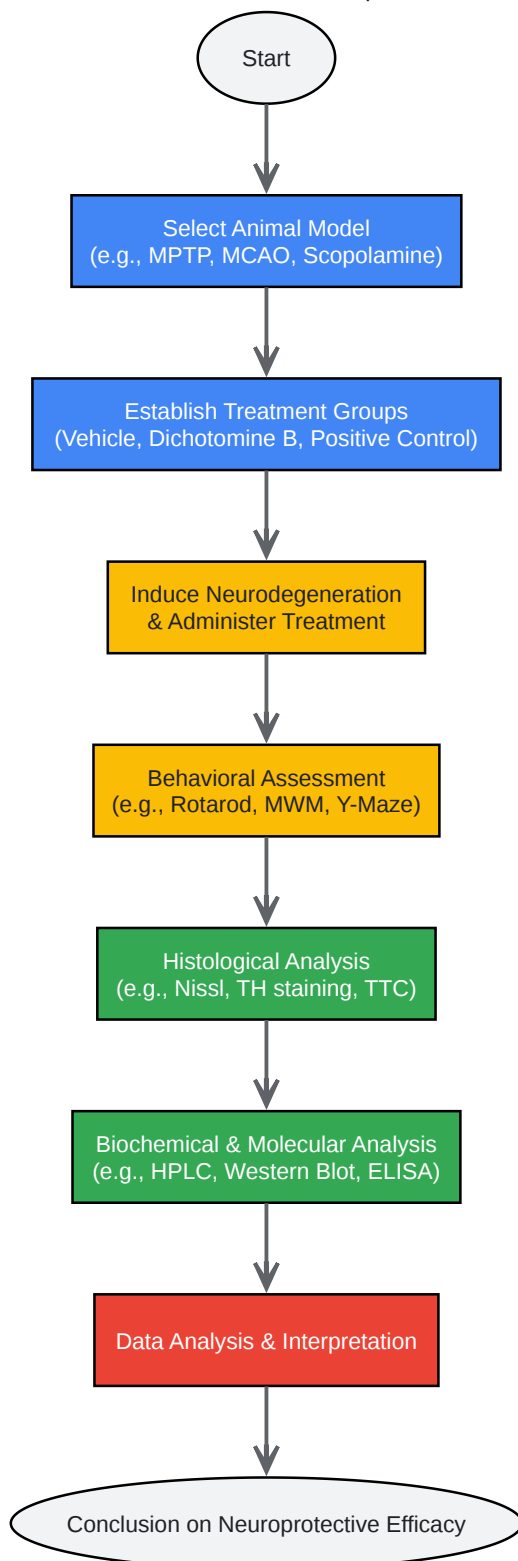 Start
Select Animal Model
(e.g., MPTP, MCAO, Scopolamine)
Establish Treatment Groups
(Vehicle, Dichotomine B, Positive Control)
Induce Neurodegeneration
& Administer Treatment
Behavioral Assessment
(e.g., Rotarod, MWM, Y-Maze)
Histological Analysis
(e.g., Nissl, TH staining, TTC)
Biochemical & Molecular Analysis
(e.g., HPLC, Western Blot, ELISA)
Data Analysis & Interpretation
Conclusion on Neuroprotective Efficacy